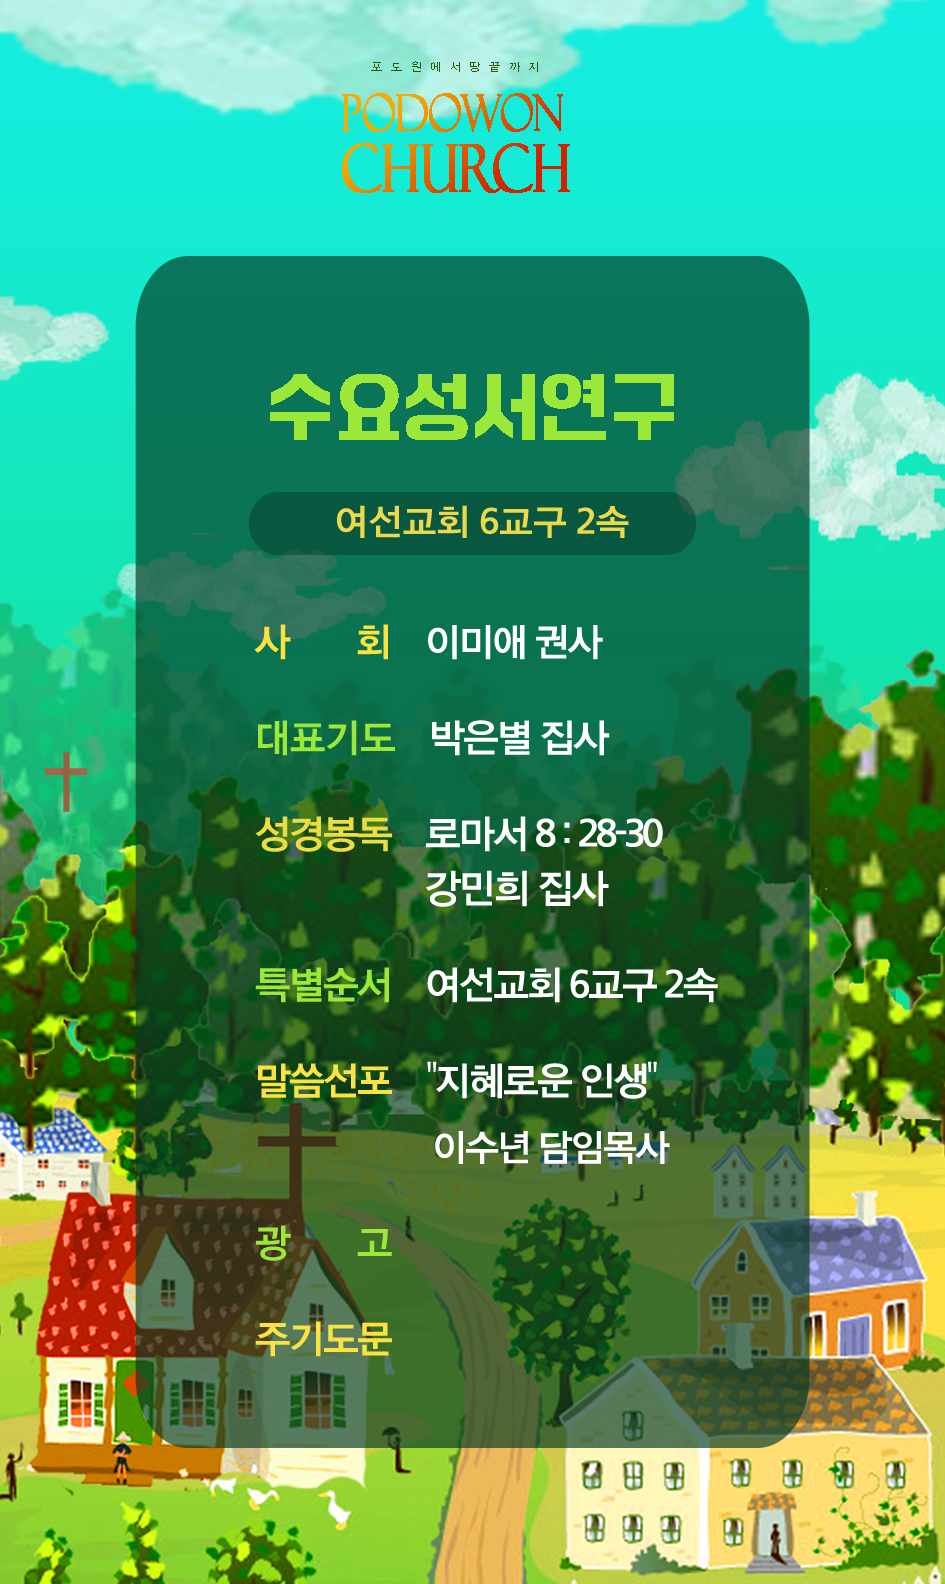 포도원에서땅끝까지
PODOWON
CHURCH
수요성서연구
여선교회 6교구 2속
사 회 이미애 권사
대표기도 박은별 집사
성경봉독 로마서 8 : 28-30
강민희 집사
특별순서 여선교회 6교구 2속
말씀선포 "지혜로운 인생"
이수년 담임목사
광 고
주기도문